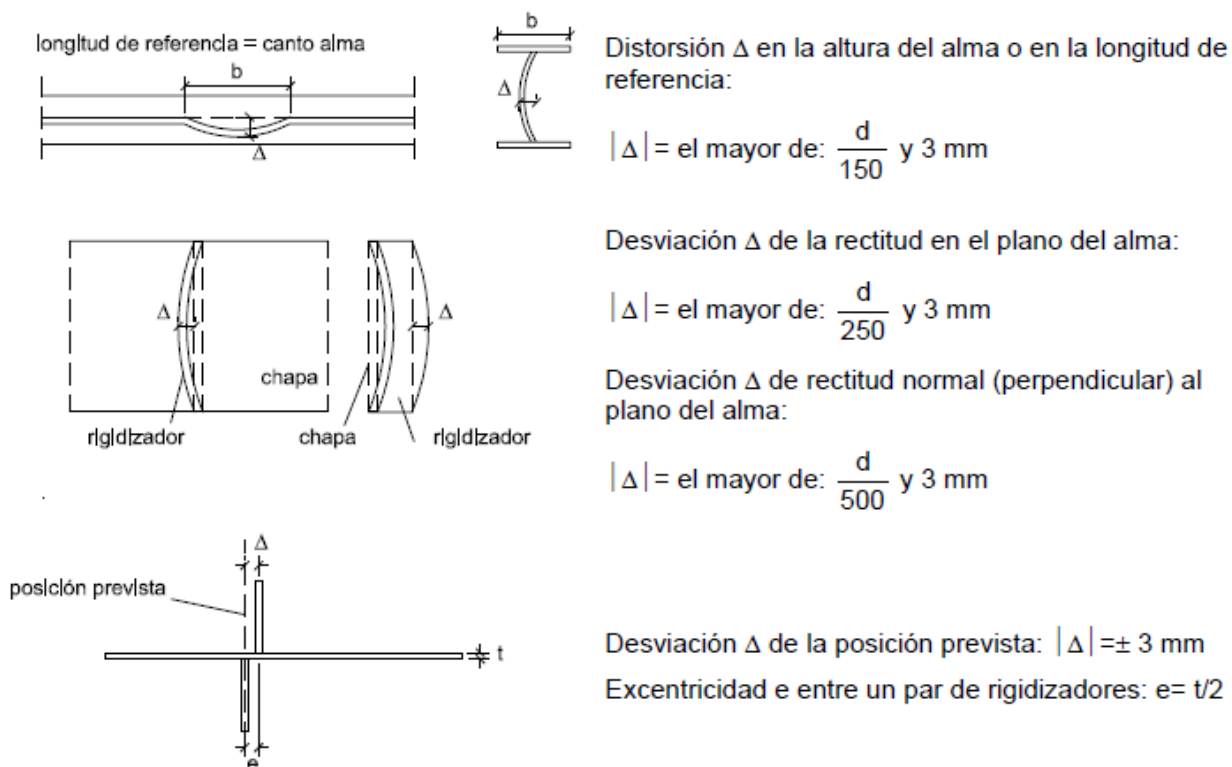 longitud de referencia = canto alma
b
Δ
b
Δ
Distorsión Δ en la altura del alma o en la longitud de
referencia:
|Δ| = el mayor de: d/150 y 3 mm
Δ
chapa
rigidizador
Δ
chapa
rigidizador
Desviación Δ de la rectitud en el plano del alma:
|Δ| = el mayor de: d/250 y 3 mm
Desviación Δ de rectitud normal (perpendicular) al
plano del alma:
|Δ| = el mayor de: d/500 y 3 mm
Δ
posición prevista
t
e
Desviación Δ de la posición prevista: |Δ| =± 3 mm
Excentricidad e entre un par de rigidizadores: e= t/2